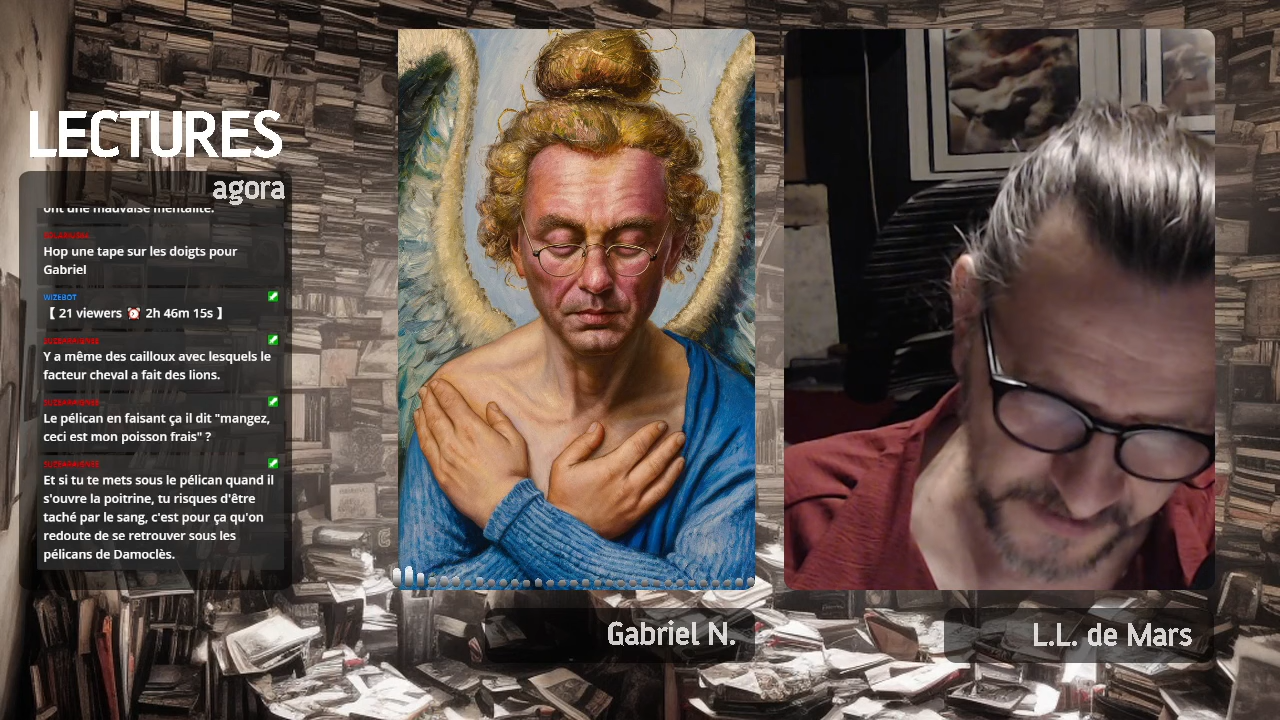 LECTURES
agora
ont une mauvaise mentalité.
Hop une tape sur les doigts pour
Gabriel
WIZEBOT
【 21 viewers ⏰ 2h 46m 15s 】
Y a même des cailloux avec lesquels le
facteur cheval a fait des lions.
Le pélican en faisant ça il dit "mangez,
ceci est mon poisson frais" ?
Et si tu te mets sous le pélican quand il
s'ouvre la poitrine, tu risques d'être
taché par le sang, c'est pour ça qu'on
redoute de se retrouver sous les
pélicans de Damoclès.
Gabriel N.
L.L. de Mars